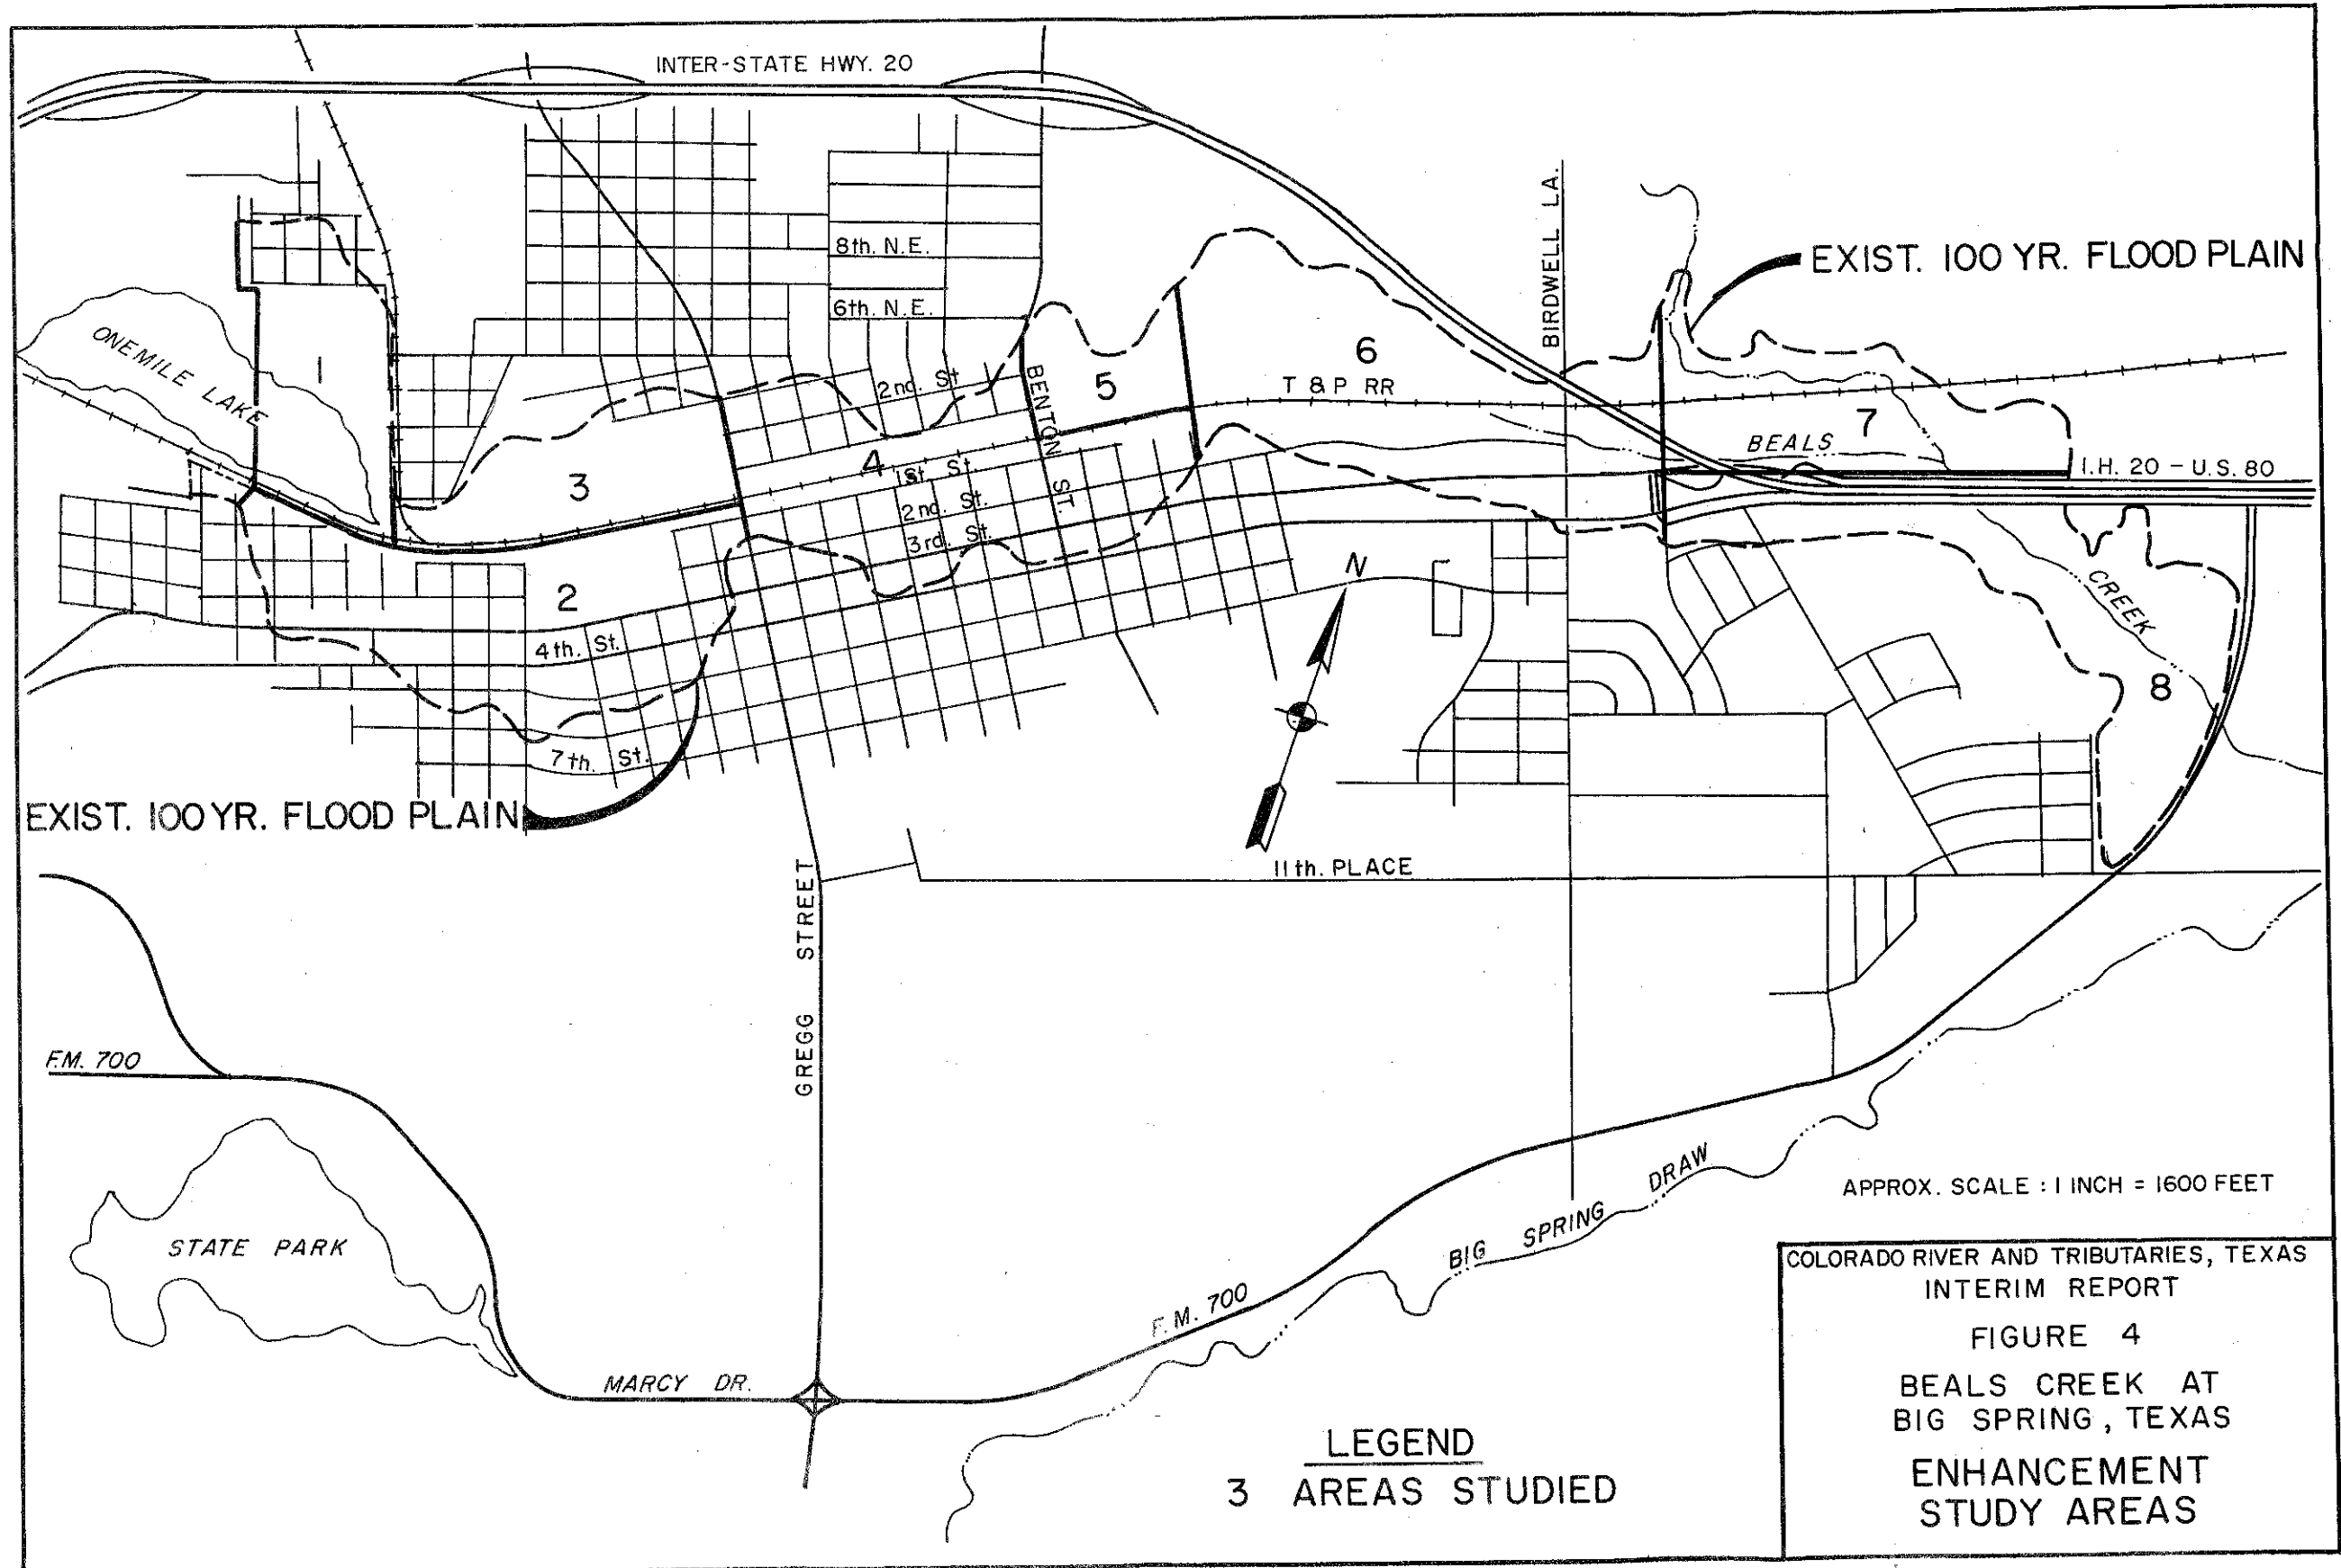 INTER-STATE HWY. 20
BIRDWELL LA.
EXIST. 100 YR. FLOOD PLAIN
8th. N.E.
6th. N.E.
ONEMILE LAKE
1
2nd. St
BENTON ST.
5
6
T & P RR
7
BEALS
I.H. 20 - U.S. 80
3
4
1st. St.
2nd. St.
3rd. St.
2
4th. St.
N
CREEK
8
7th. St.
EXIST. 100 YR. FLOOD PLAIN
11th. PLACE
GREGG STREET
F.M. 700
STATE PARK
BIG SPRING DRAW
F.M. 700
MARCY DR.
APPROX. SCALE : 1 INCH = 1600 FEET
LEGEND
3 AREAS STUDIED
COLORADO RIVER AND TRIBUTARIES, TEXAS
INTERIM REPORT
FIGURE 4
BEALS CREEK AT
BIG SPRING, TEXAS
ENHANCEMENT
STUDY AREAS